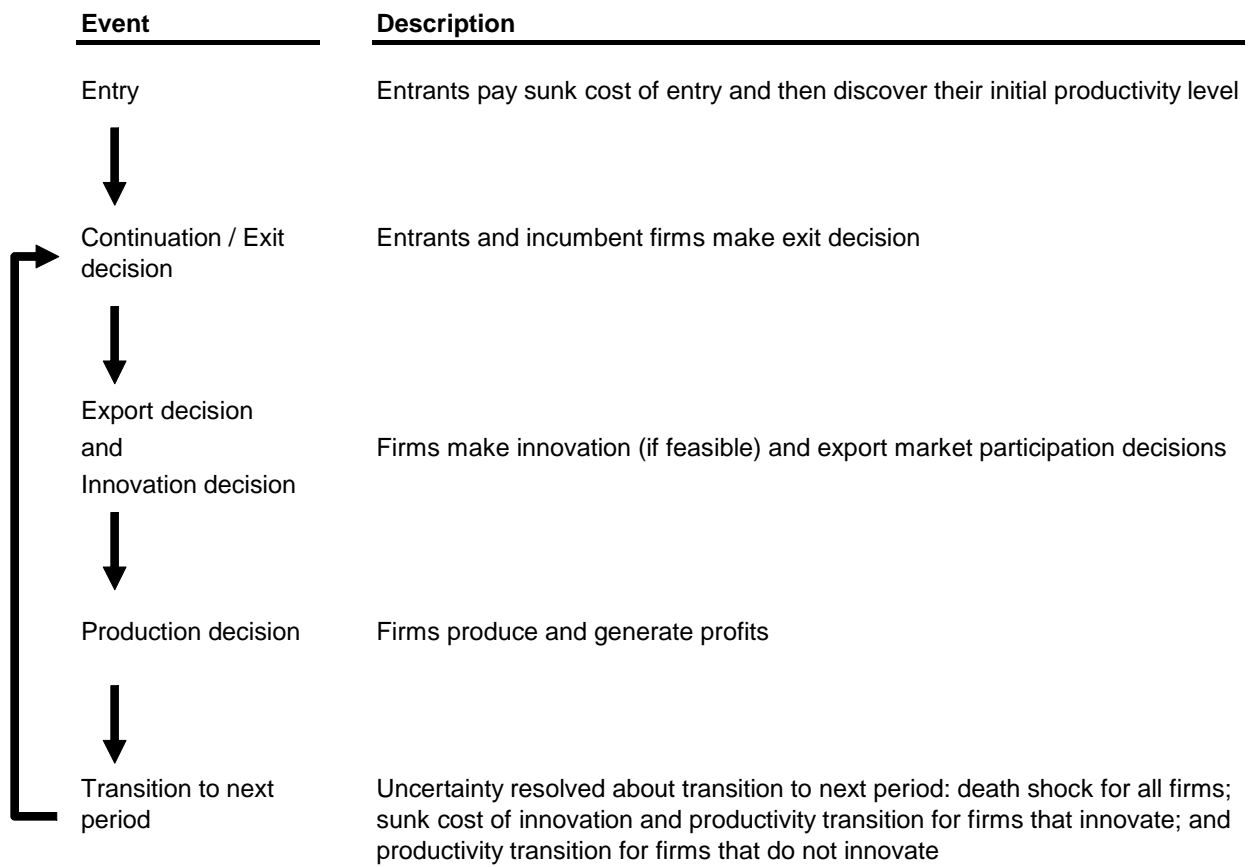 Event Description
Entry Entrants pay sunk cost of entry and then discover their initial productivity level
Continuation / Exit Entrants and incumbent firms make exit decision
decision
Export decision
and Firms make innovation (if feasible) and export market participation decisions
Innovation decision
Production decision Firms produce and generate profits
Transition to next Uncertainty resolved about transition to next period: death shock for all firms;
period sunk cost of innovation and productivity transition for firms that innovate; and
productivity transition for firms that do not innovate